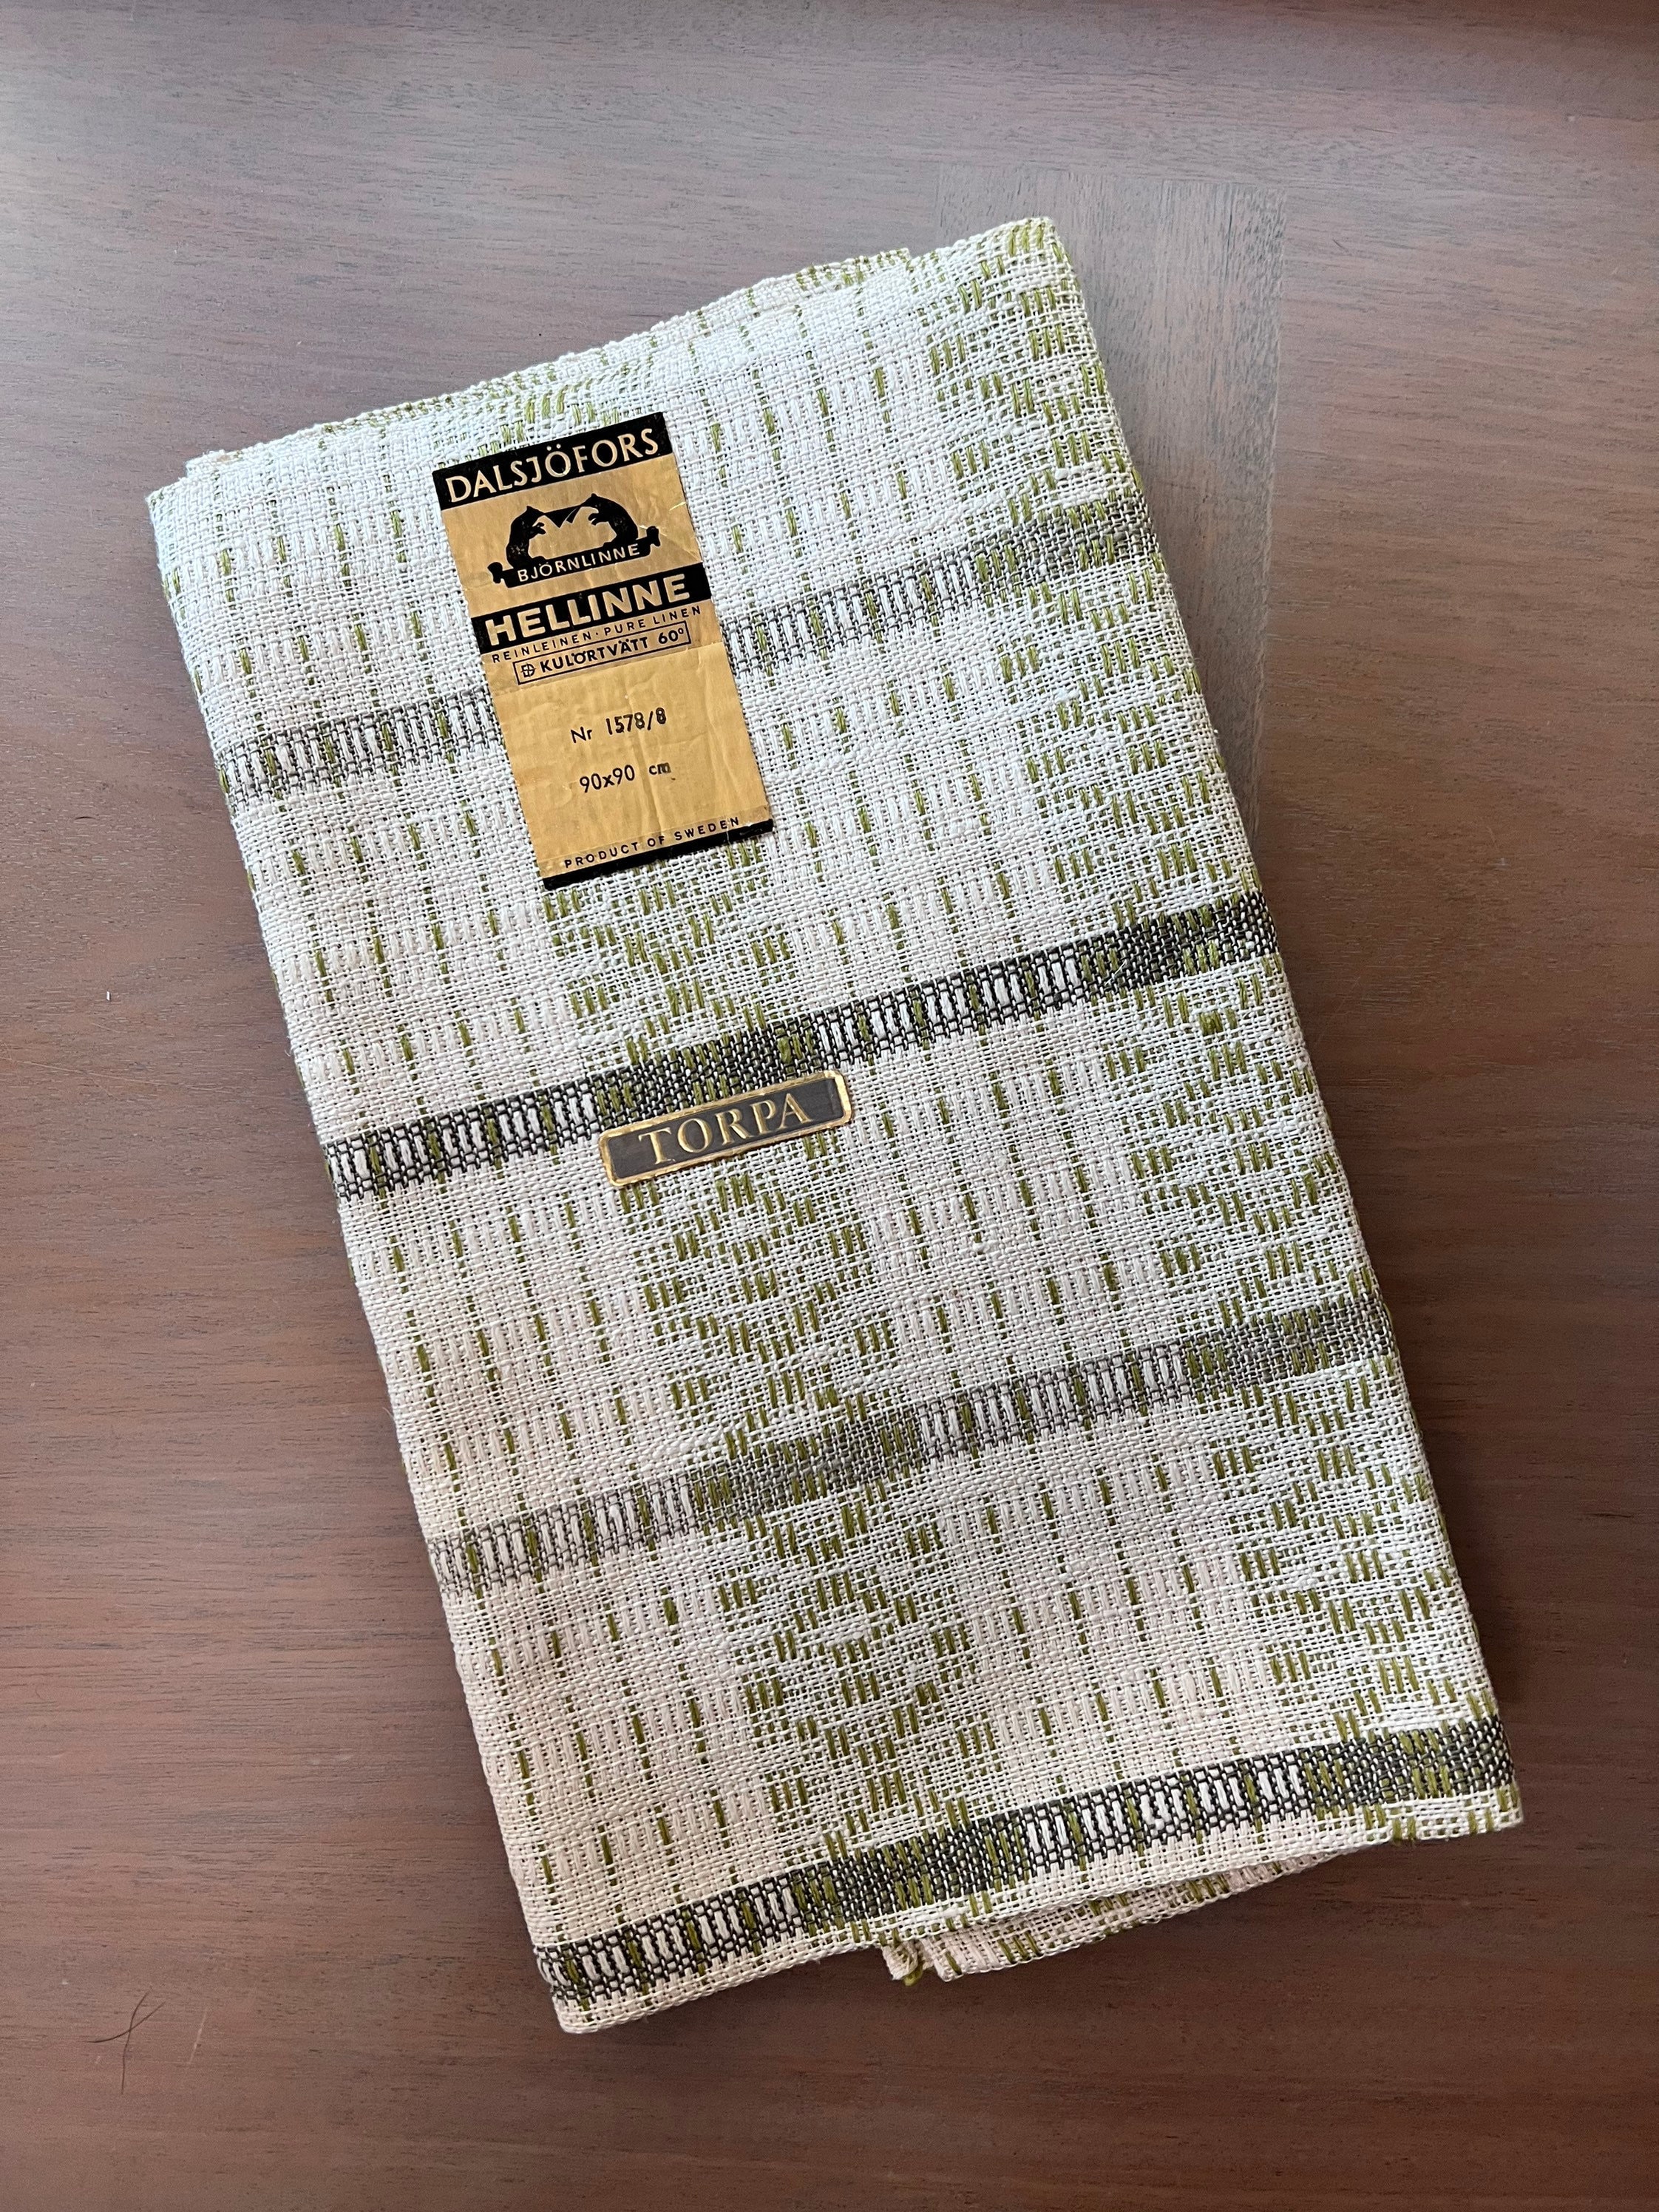 DALSJÖFORS
BJÖRNLINNE
HELLINNE
REINLEINEN · PURE LINEN
KULÖRTVÄTT 60°
Nr 1578/8
90x90 cm
PRODUCT OF SWEDEN
TORPA